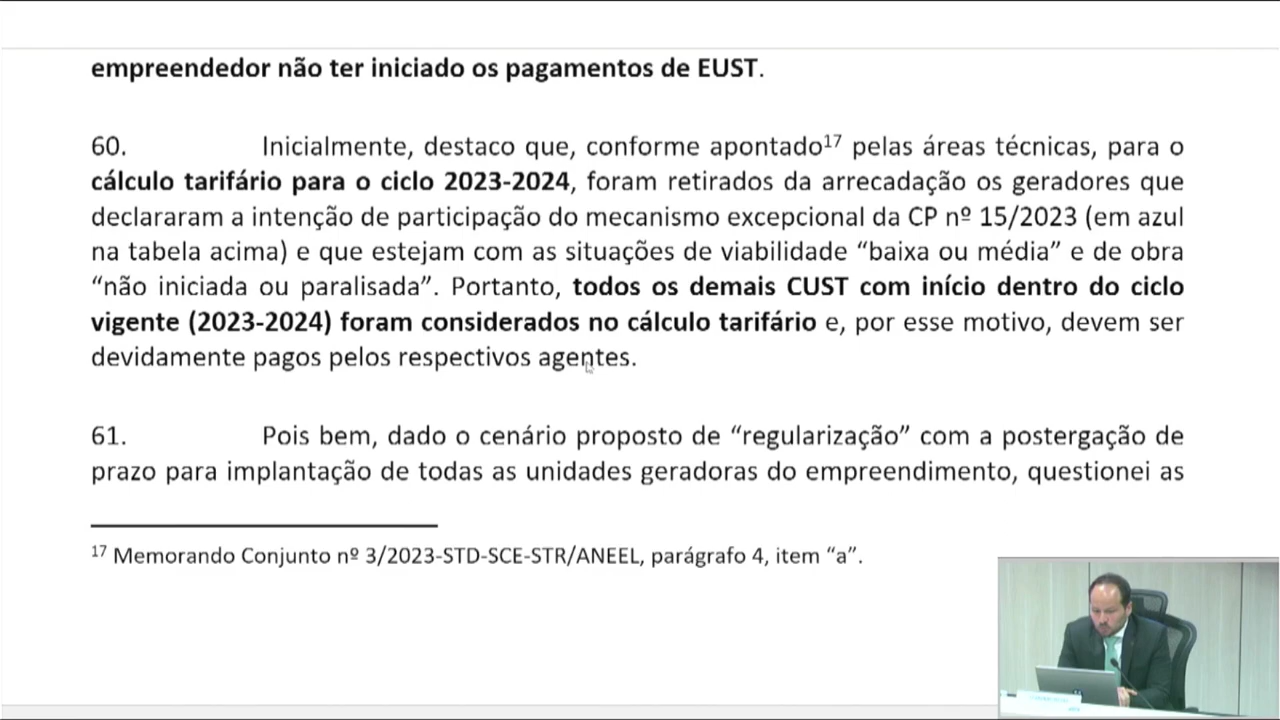 empreendedor não ter iniciado os pagamentos de EUST.
60. Inicialmente, destaco que, conforme apontado¹⁷ pelas áreas técnicas, para o
cálculo tarifário para o ciclo 2023-2024, foram retirados da arrecadação os geradores que
declararam a intenção de participação do mecanismo excepcional da CP nº 15/2023 (em azul
na tabela acima) e que estejam com as situações de viabilidade “baixa ou média” e de obra
“não iniciada ou paralisada”. Portanto, todos os demais CUST com início dentro do ciclo
vigente (2023-2024) foram considerados no cálculo tarifário e, por esse motivo, devem ser
devidamente pagos pelos respectivos agentes.
61. Pois bem, dado o cenário proposto de “regularização” com a postergação de
prazo para implantação de todas as unidades geradoras do empreendimento, questionei as
¹⁷ Memorando Conjunto nº 3/2023-STD-SCE-STR/ANEEL, parágrafo 4, item “a”.